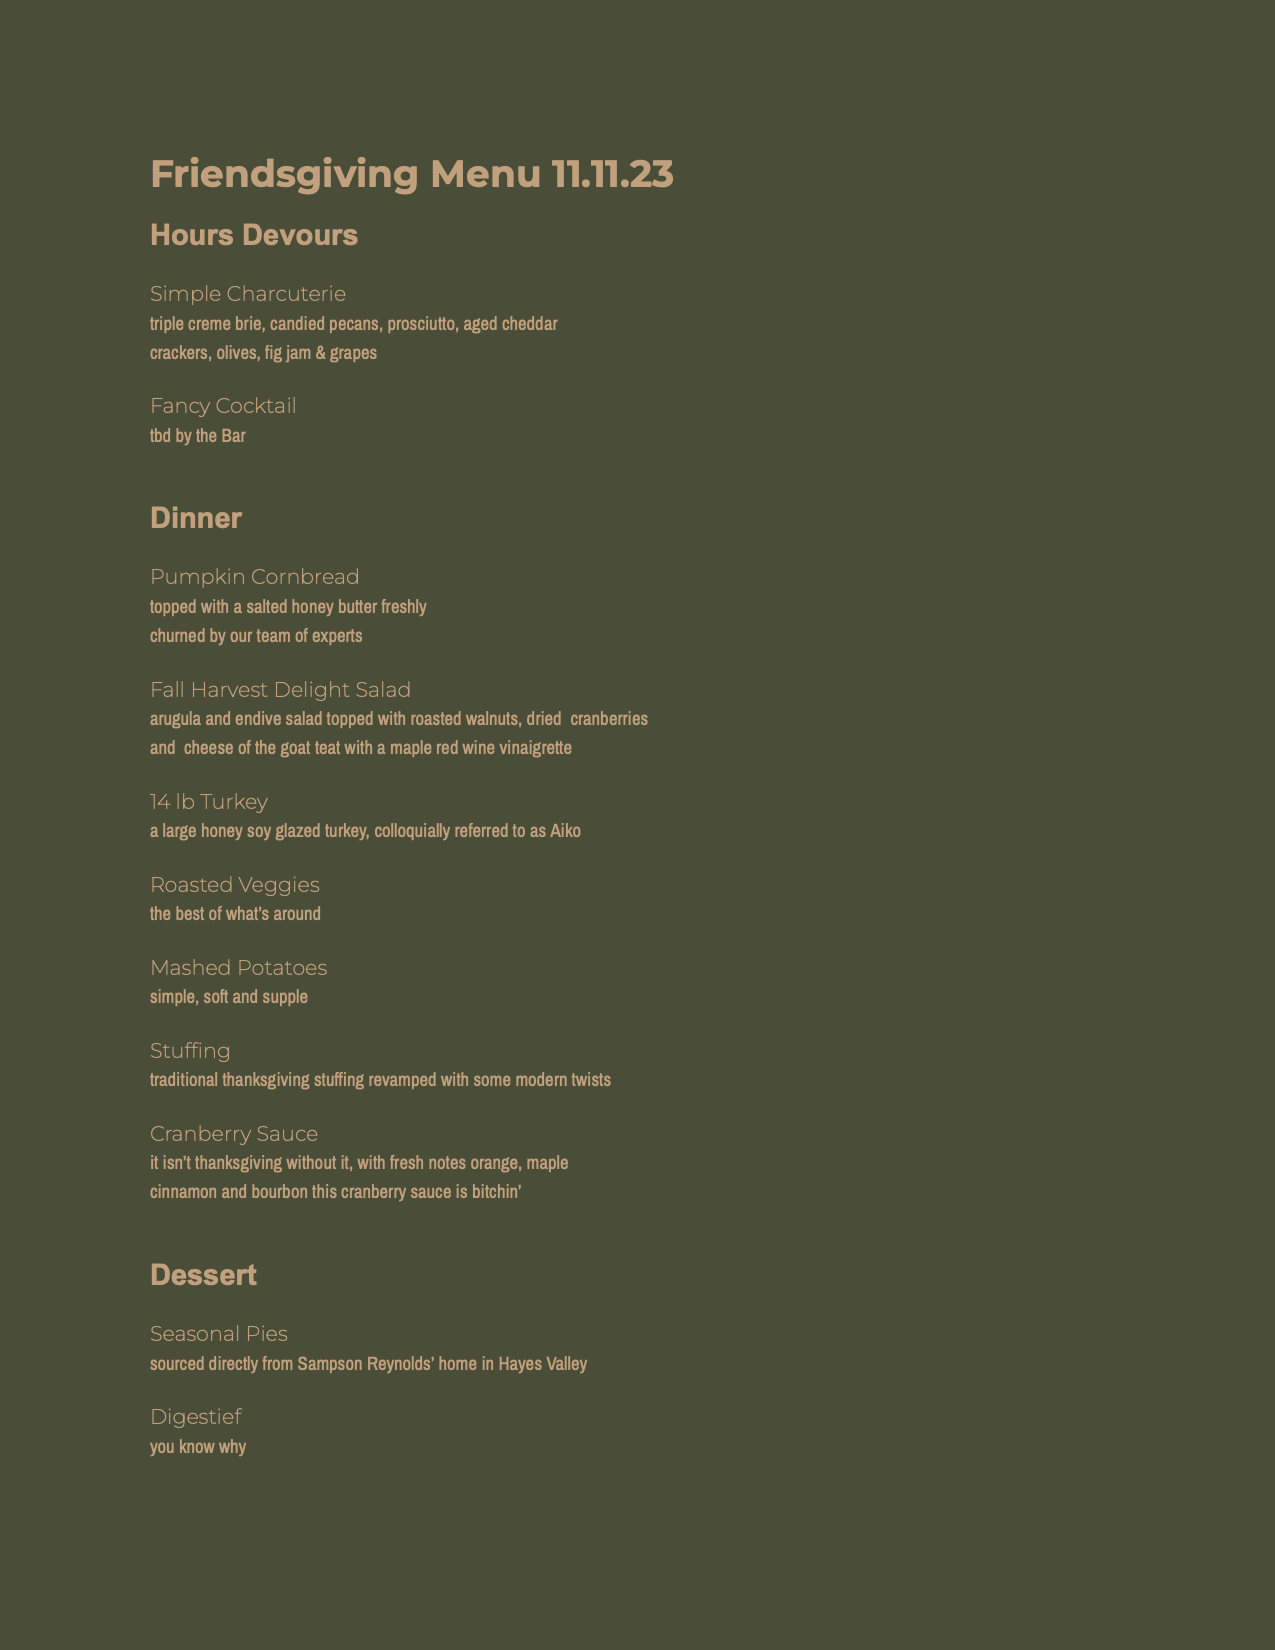 Friendsgiving Menu 11.11.23
Hours Devours
Simple Charcuterie
triple creme brie, candied pecans, prosciutto, aged cheddar
crackers, olives, fig jam & grapes
Fancy Cocktail
tbd by the Bar
Dinner
Pumpkin Cornbread
topped with a salted honey butter freshly
churned by our team of experts
Fall Harvest Delight Salad
arugula and endive salad topped with roasted walnuts, dried  cranberries
and  cheese of the goat teat with a maple red wine vinaigrette
14 lb Turkey
a large honey soy glazed turkey, colloquially referred to as Aiko
Roasted Veggies
the best of what’s around
Mashed Potatoes
simple, soft and supple
Stuffing
traditional thanksgiving stuffing revamped with some modern twists
Cranberry Sauce
it isn’t thanksgiving without it, with fresh notes orange, maple
cinnamon and bourbon this cranberry sauce is bitchin’
Dessert
Seasonal Pies
sourced directly from Sampson Reynolds’ home in Hayes Valley
Digestief
you know why